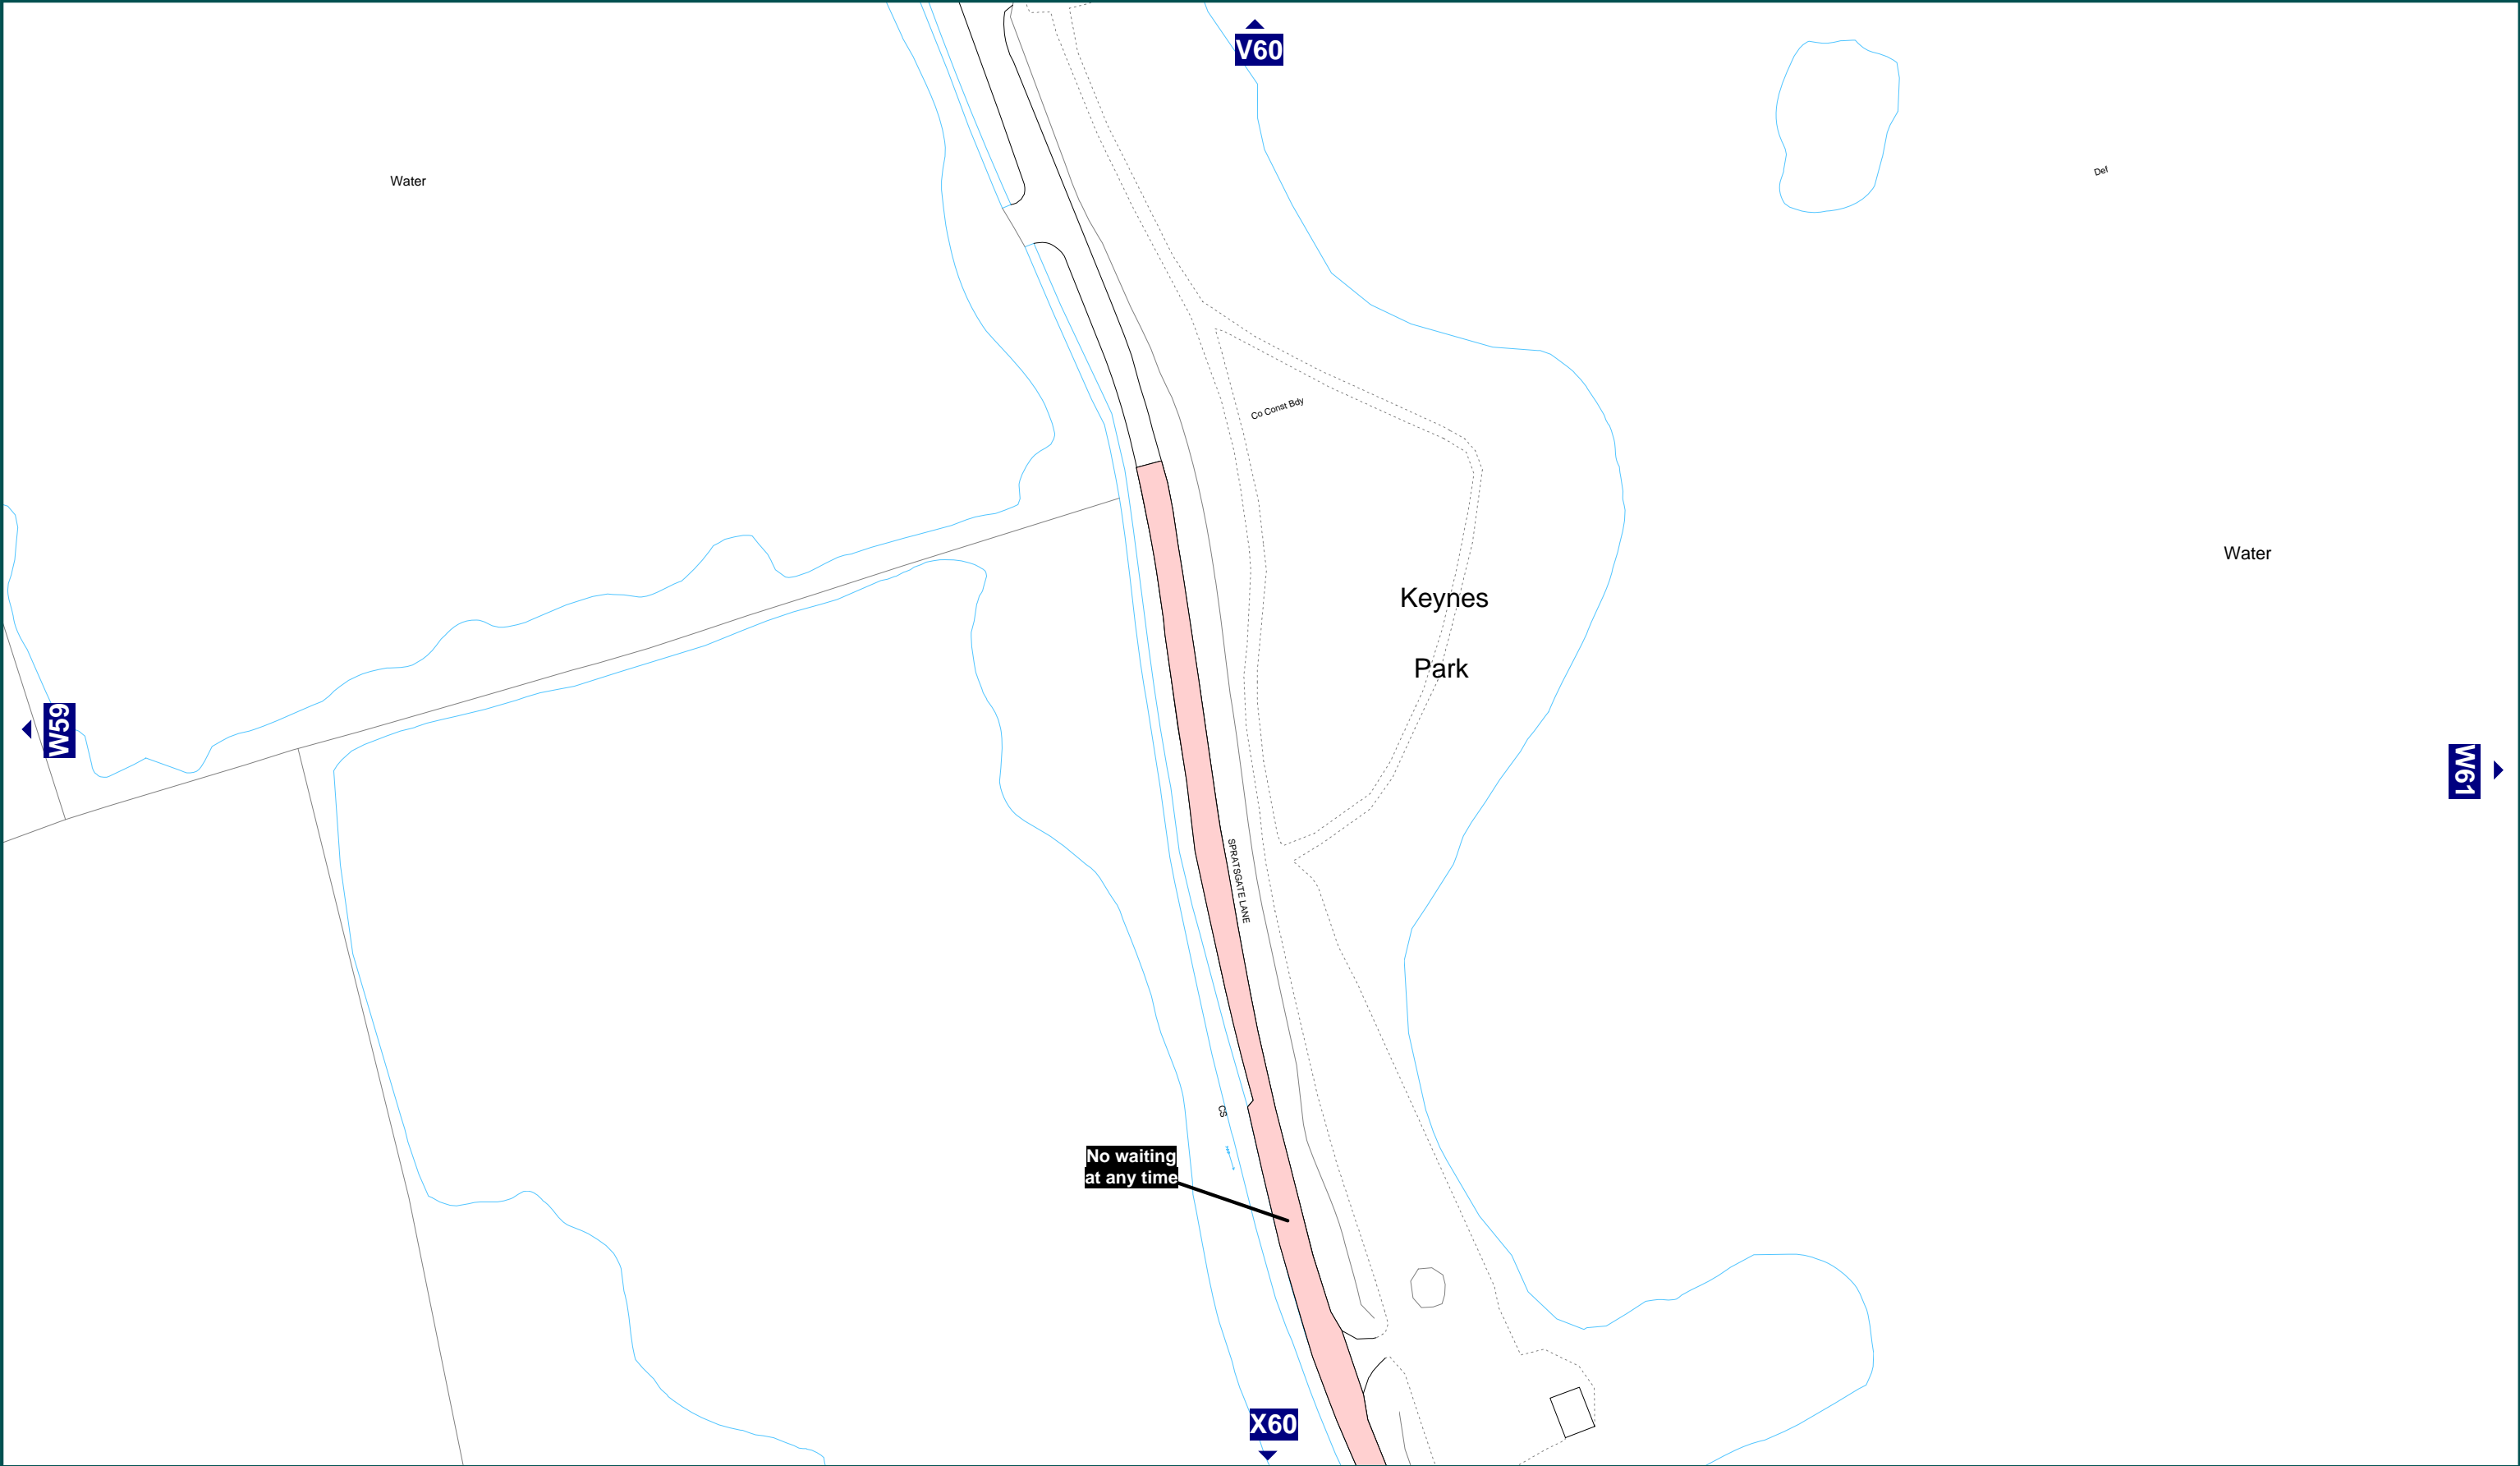 V60
Water
Def
Co Const Bdy
Water
Keynes
Park
W59
W61
SPRATSGATE LANE
CS
No waiting
at any time
X60